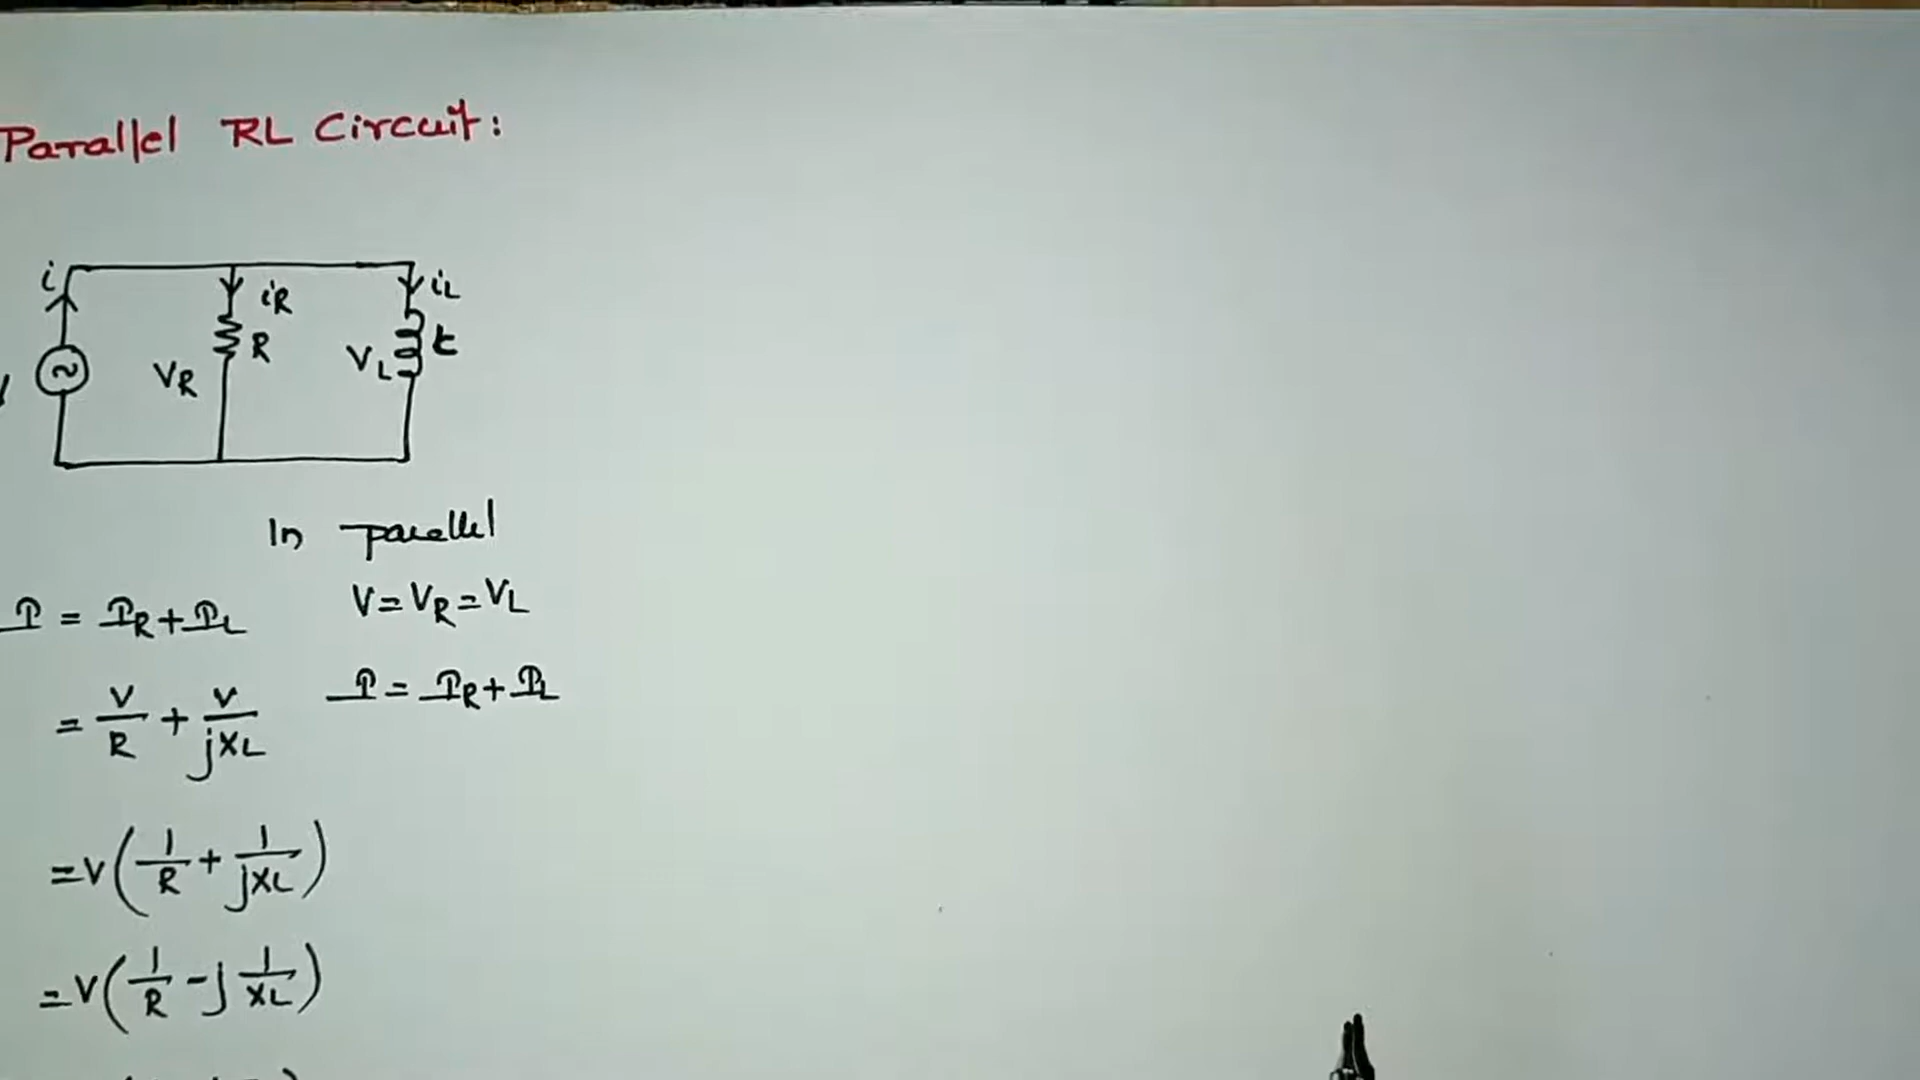 Parallel RL Circuit:
i iR iL
R L
V VR VL
In parallel
V = VR = VL
I = IR + IL
I = IR + IL
= V/R + V/jXL
= V(1/R + 1/jXL)
= V(1/R - j 1/XL)